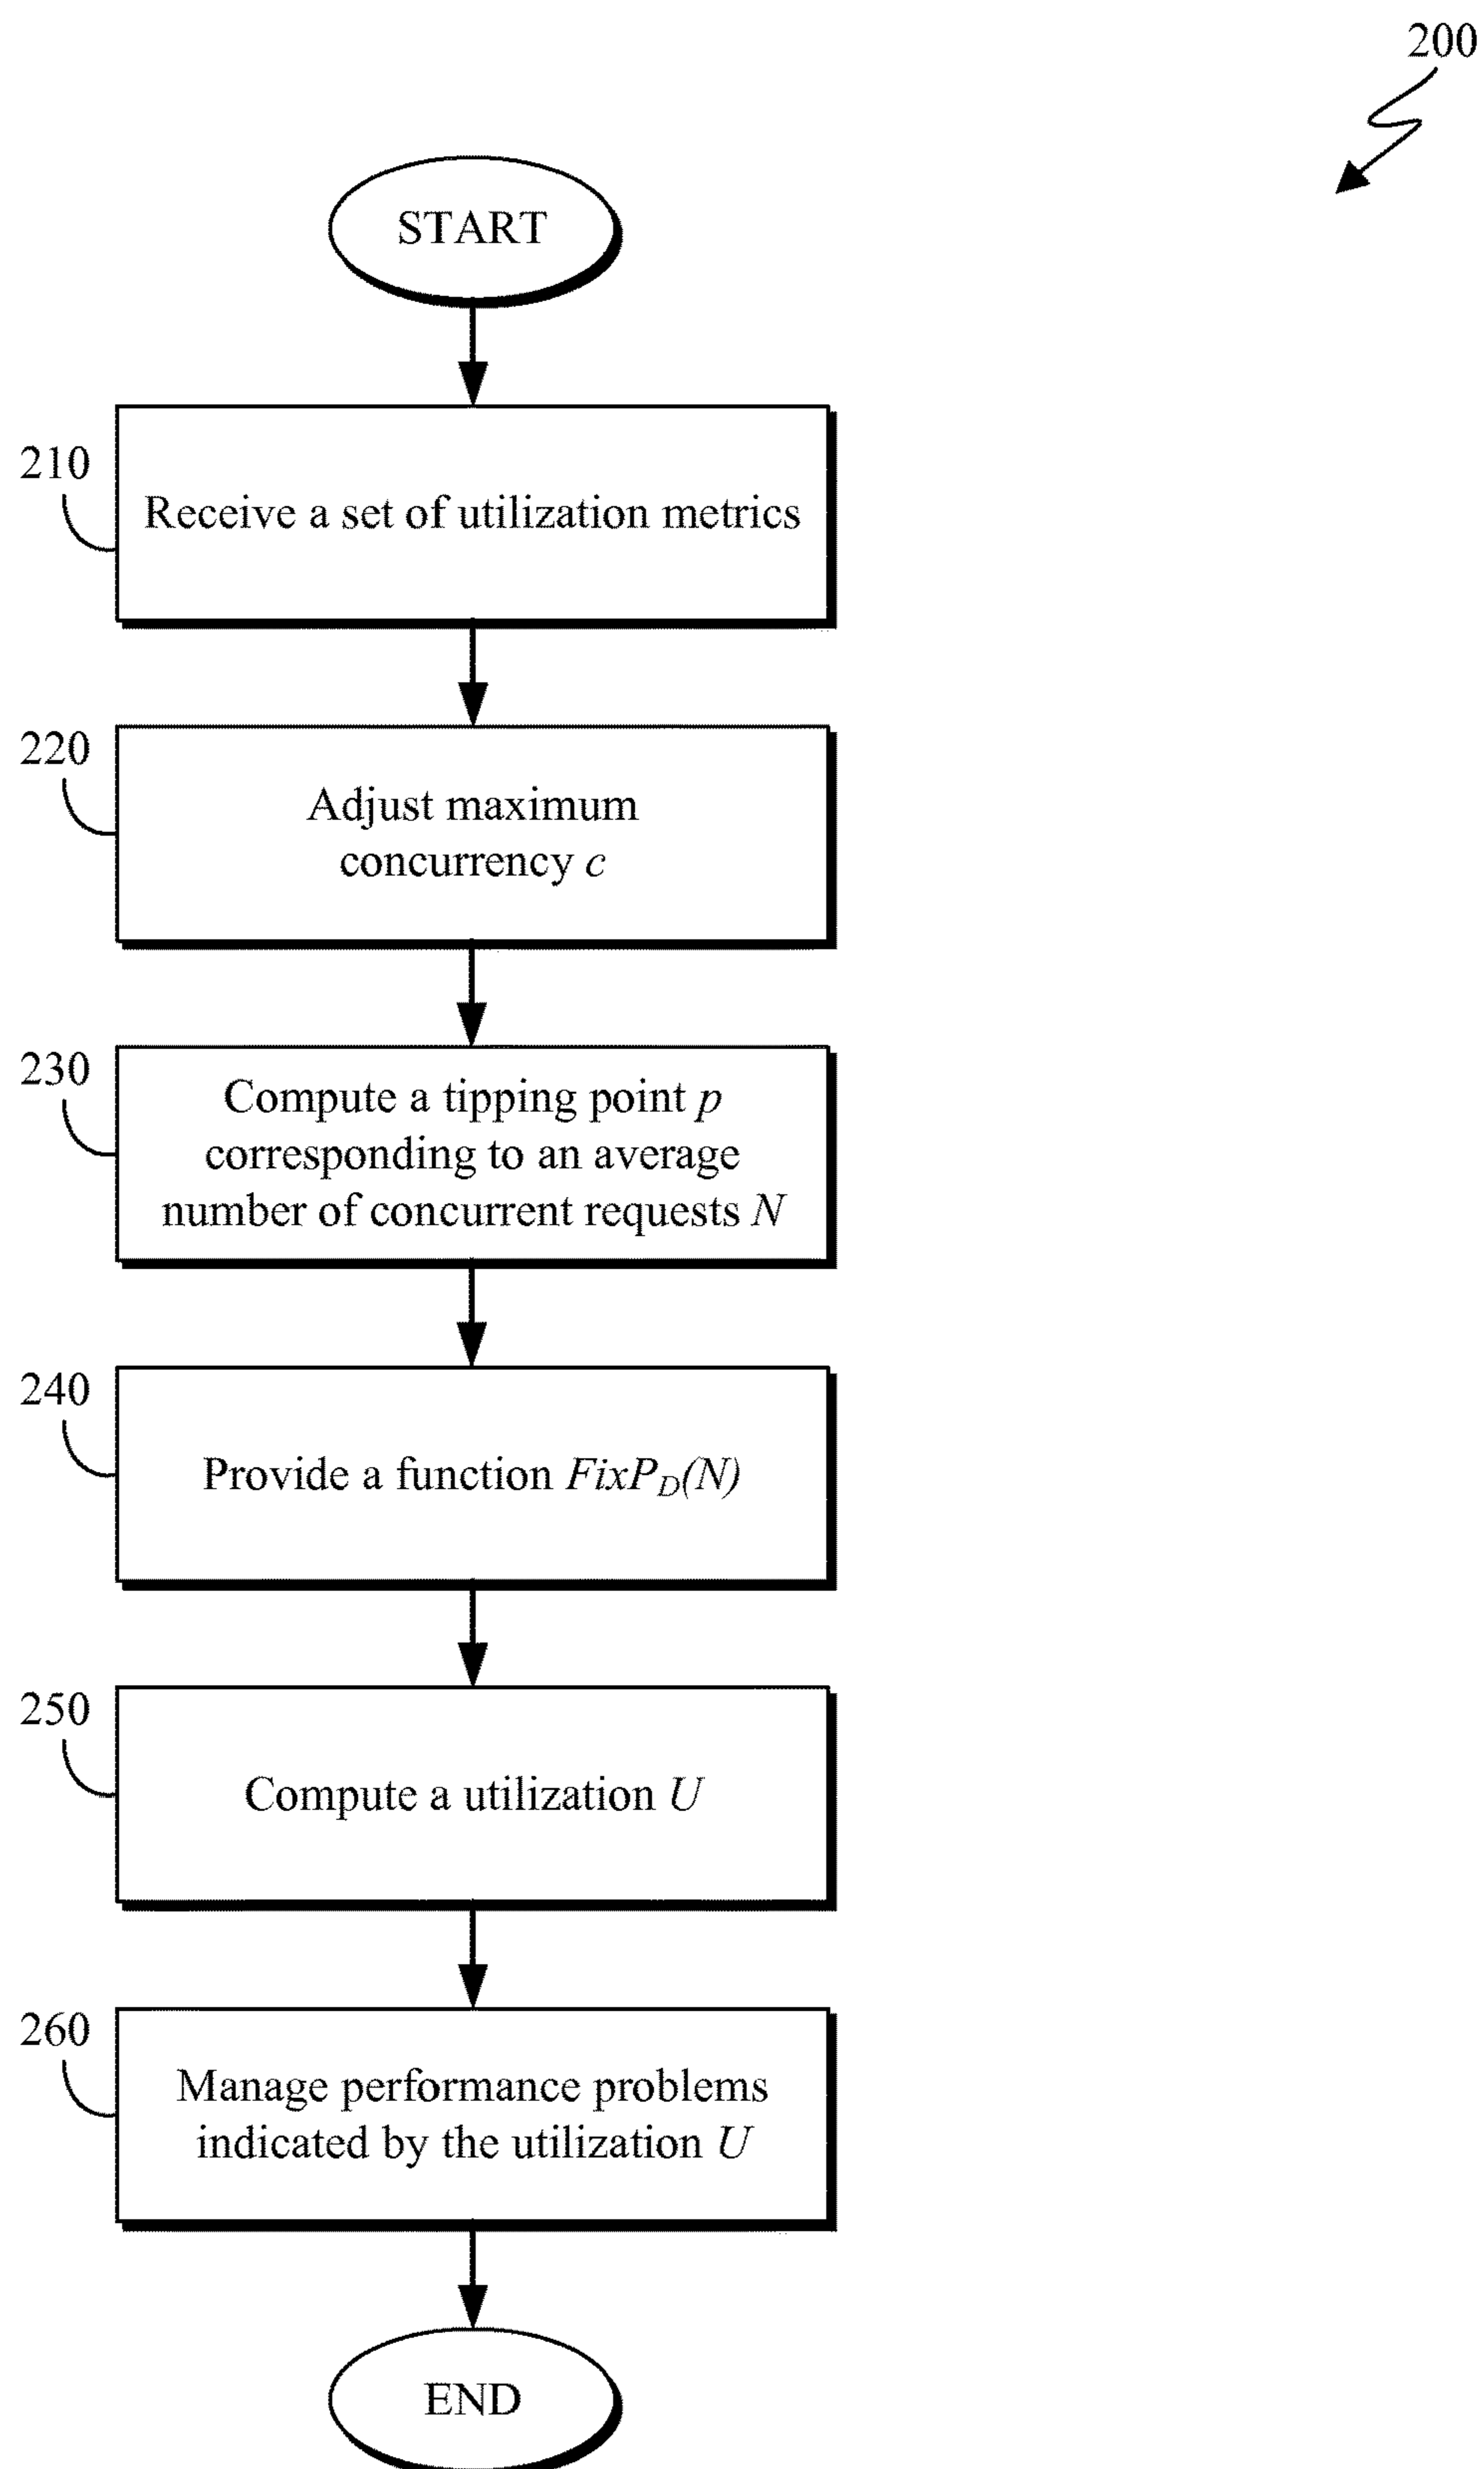 200
START
210
Receive a set of utilization metrics
220
Adjust maximum
concurrency c
230
Compute a tipping point p
corresponding to an average
number of concurrent requests N
240
Provide a function FixP_D(N)
250
Compute a utilization U
260
Manage performance problems
indicated by the utilization U
END